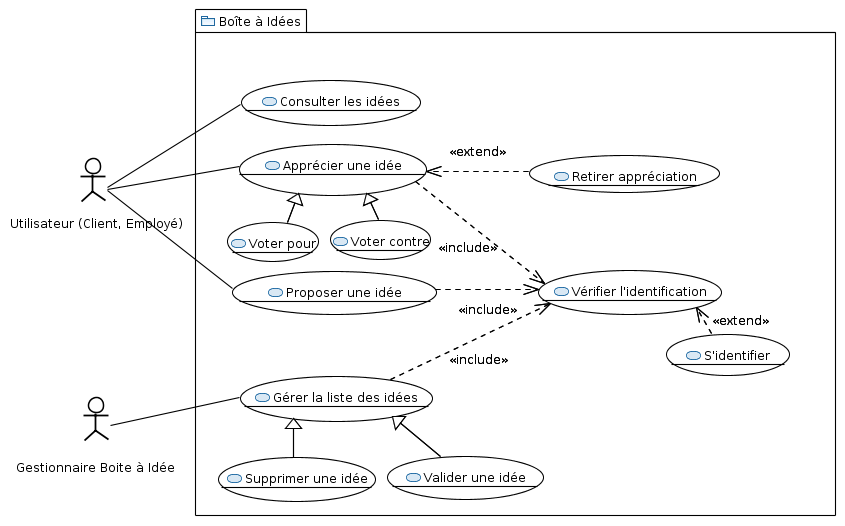 Boîte à Idées
Consulter les idées
Apprécier une idée
«extend»
Retirer appréciation
Utilisateur (Client, Employé)
Voter pour
Voter contre
«include»
Proposer une idée
Vérifier l'identification
«include»
«extend»
«include»
S'identifier
Gérer la liste des idées
Gestionnaire Boite à Idée
Supprimer une idée
Valider une idée